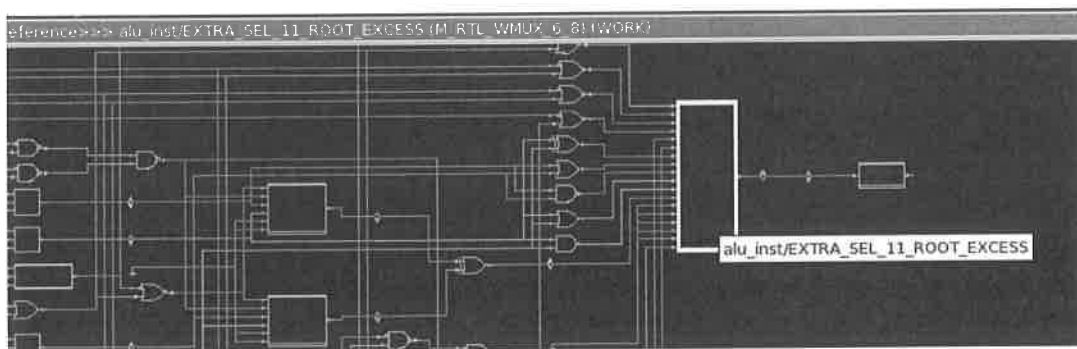 eference>>> alu_inst/EXTRA_SEL_11_ROOT_EXCESS (M_RTL_WMUX_6_8) (WORK)
alu_inst/EXTRA_SEL_11_ROOT_EXCESS